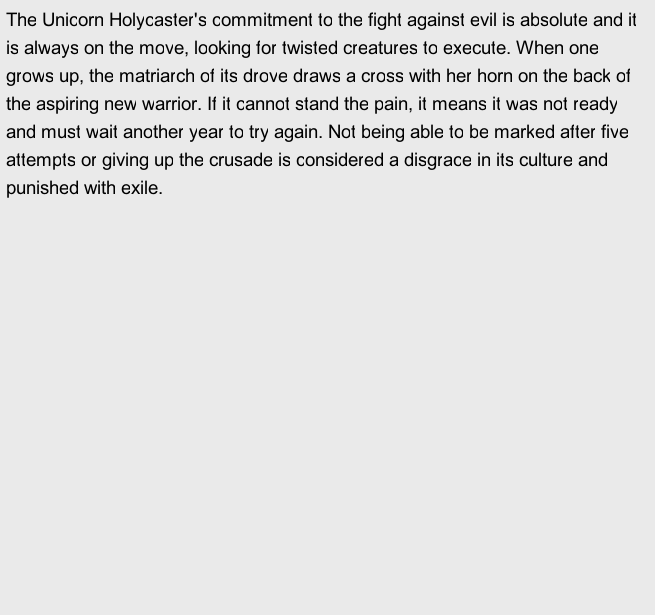 The Unicorn Holycaster's commitment to the fight against evil is absolute and it
is always on the move, looking for twisted creatures to execute. When one
grows up, the matriarch of its drove draws a cross with her horn on the back of
the aspiring new warrior. If it cannot stand the pain, it means it was not ready
and must wait another year to try again. Not being able to be marked after five
attempts or giving up the crusade is considered a disgrace in its culture and
punished with exile.